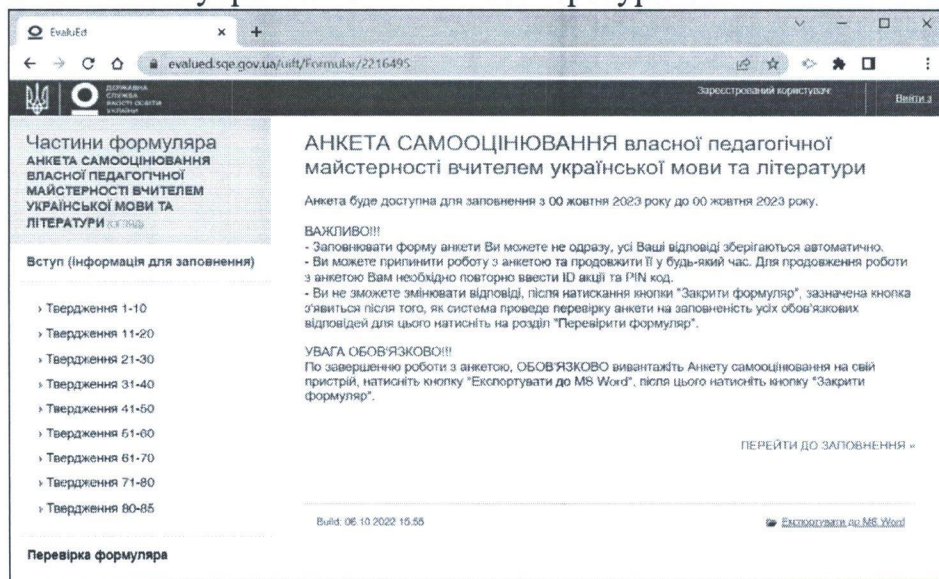 EvaluEd
evalued.sqe.gov.ua/uift/Formular/2216495
ДЕРЖАВНА
СЛУЖБА
ЯКОСТІ ОСВІТИ
УКРАЇНИ
Зареєстрований користувач
Вийти з
Частини формуляра
АНКЕТА САМООЦІНЮВАННЯ
ВЛАСНОЇ ПЕДАГОГІЧНОЇ
МАЙСТЕРНОСТІ ВЧИТЕЛЕМ
УКРАЇНСЬКОЇ МОВИ ТА
ЛІТЕРАТУРИ
Вступ (інформація для заповнення)
› Твердження 1-10
› Твердження 11-20
› Твердження 21-30
› Твердження 31-40
› Твердження 41-50
› Твердження 51-60
› Твердження 61-70
› Твердження 71-80
› Твердження 80-85
Перевірка формуляра
АНКЕТА САМООЦІНЮВАННЯ власної педагогічної
майстерності вчителем української мови та літератури
Анкета буде доступна для заповнення з 00 жовтня 2023 року до 00 жовтня 2023 року.
ВАЖЛИВО!!!
- Заповнювати форму анкети Ви можете не одразу, усі Ваші відповіді зберігаються автоматично.
- Ви можете припинити роботу з анкетою та продовжити її у будь-який час. Для продовження роботи
з анкетою Вам необхідно повторно ввести ID акції та PIN код.
- Ви не зможете змінювати відповіді, після натискання кнопки "Закрити формуляр", зазначена кнопка
з'явиться після того, як система проведе перевірку анкети на заповненість усіх обов'язкових
відповідей для цього натисніть на розділ "Перевірити формуляр".
УВАГА ОБОВ'ЯЗКОВО!!!
По завершенню роботи з анкетою, ОБОВ'ЯЗКОВО вивантажіть Анкету самооцінювання на свій
пристрій, натисніть кнопку "Експортувати до MS Word", після цього натисніть кнопку "Закрити
формуляр".
ПЕРЕЙТИ ДО ЗАПОВНЕННЯ »
Build: 06.10.2022 15:55
Експортувати до MS Word